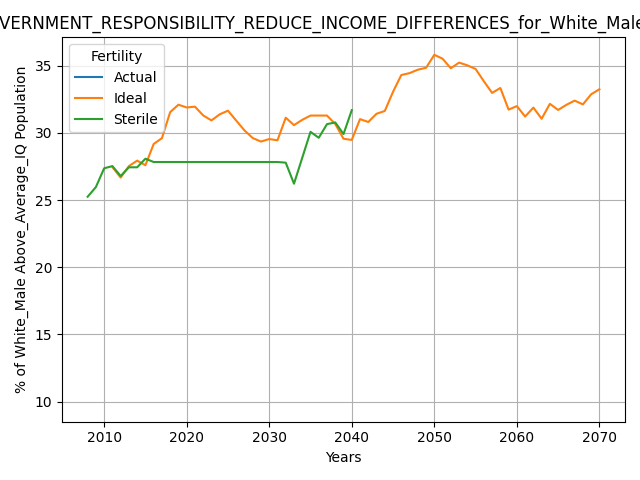 VERNMENT_RESPONSIBILITY_REDUCE_INCOME_DIFFERENCES_for_White_Male
Fertility
Actual
Ideal
Sterile
% of White_Male Above_Average_IQ Population
35
30
25
20
15
10
2010 2020 2030 2040 2050 2060 2070
Years